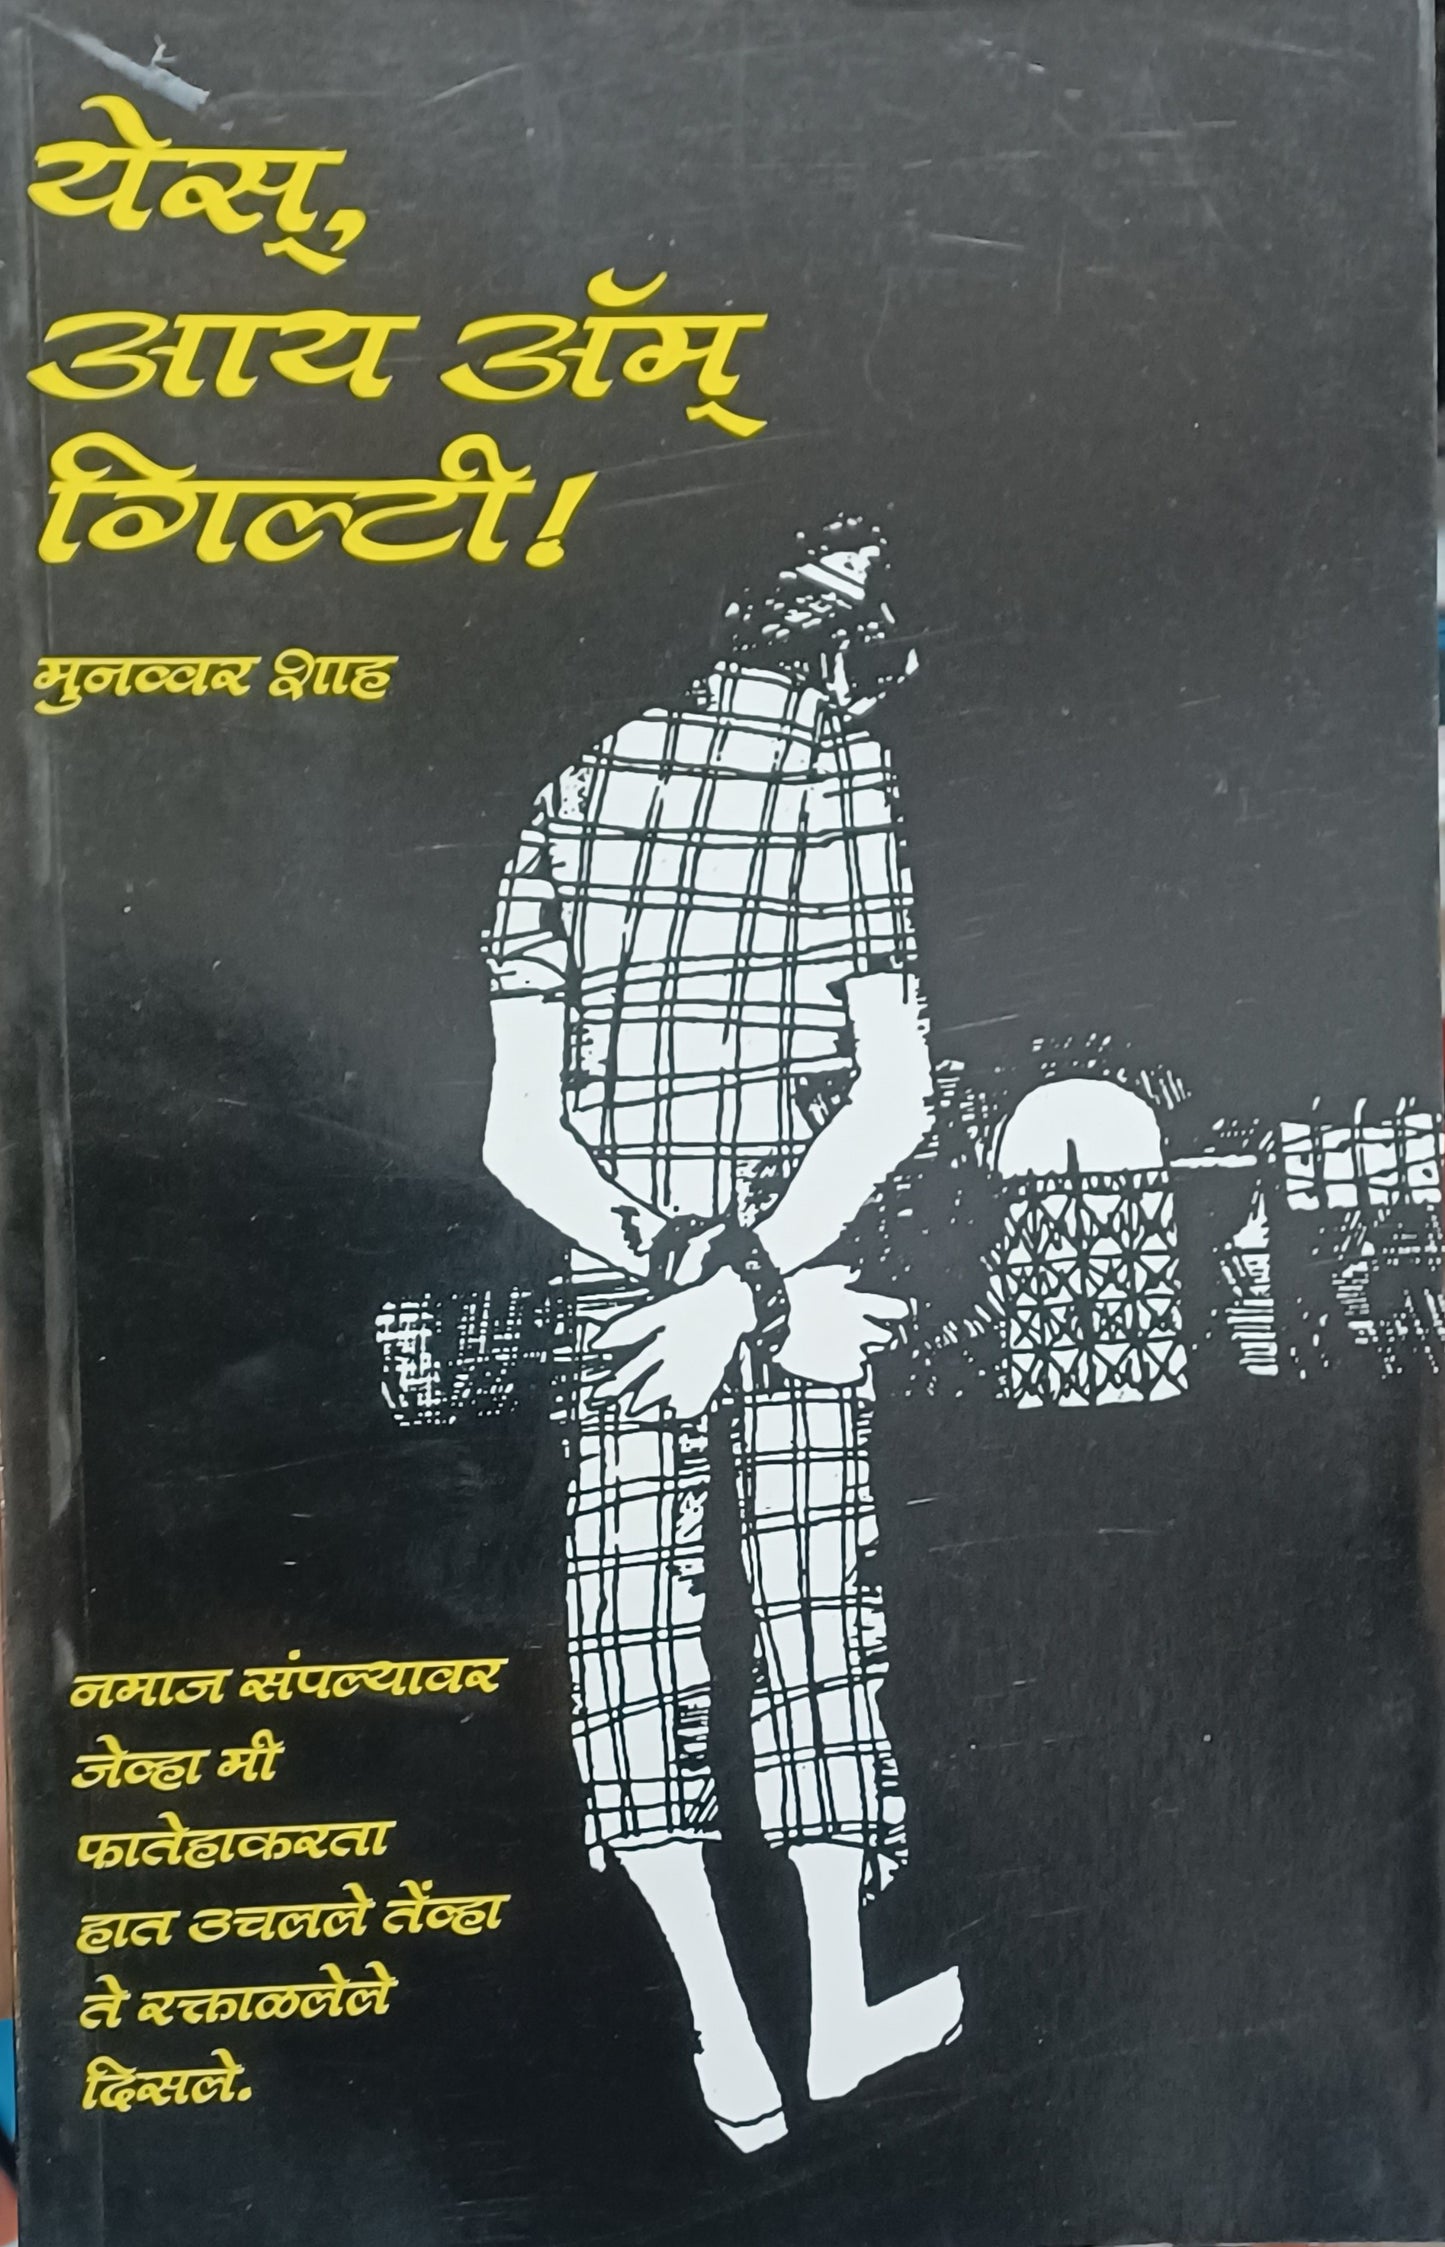 येस्,
आय ॲम्
गिल्टी!
मुनव्वर शाह
नमाज संपल्यावर
जेव्हा मी
फातेहाकरता
हात उचलले तेंव्हा
ते रक्ताळलेले
दिसले.